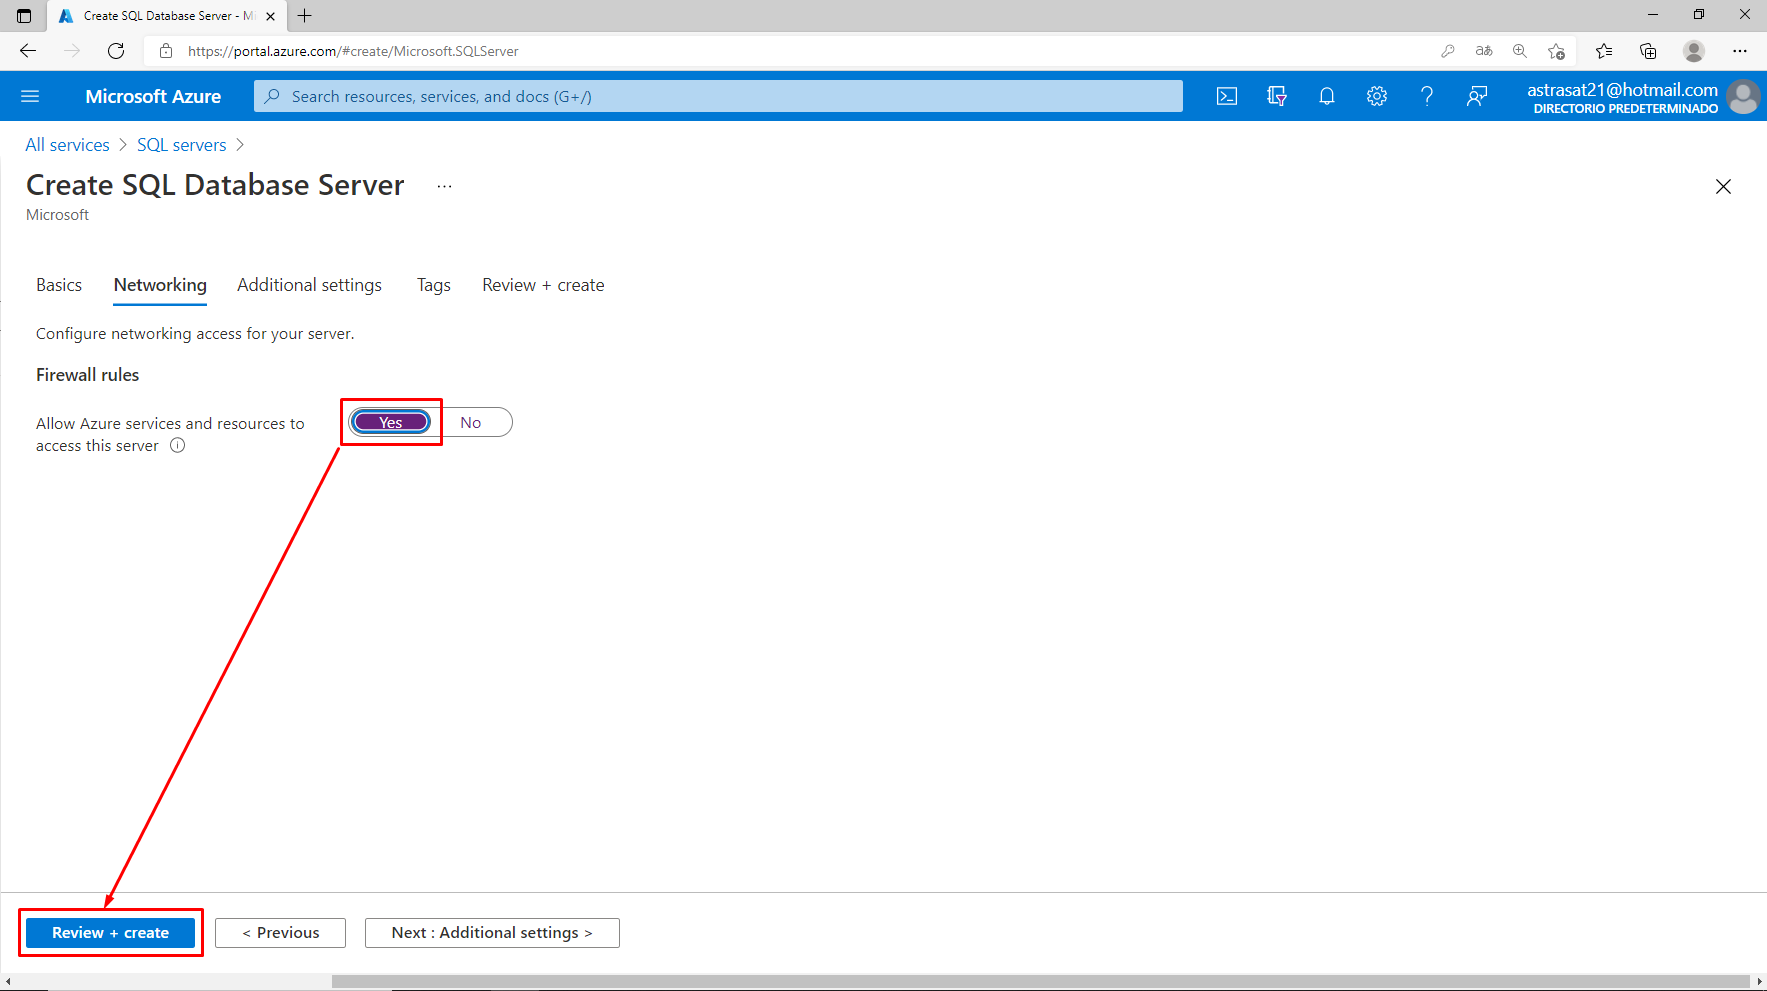 Create SQL Database Server - Mi
https://portal.azure.com/#create/Microsoft.SQLServer
aあ
Microsoft Azure
Search resources, services, and docs (G+/)
astrasat21@hotmail.com
DIRECTORIO PREDETERMINADO
All services > SQL servers >
Create SQL Database Server ...
Microsoft
Basics Networking Additional settings Tags Review + create
Configure networking access for your server.
Firewall rules
Allow Azure services and resources to
access this server
Yes No
Review + create < Previous Next : Additional settings >